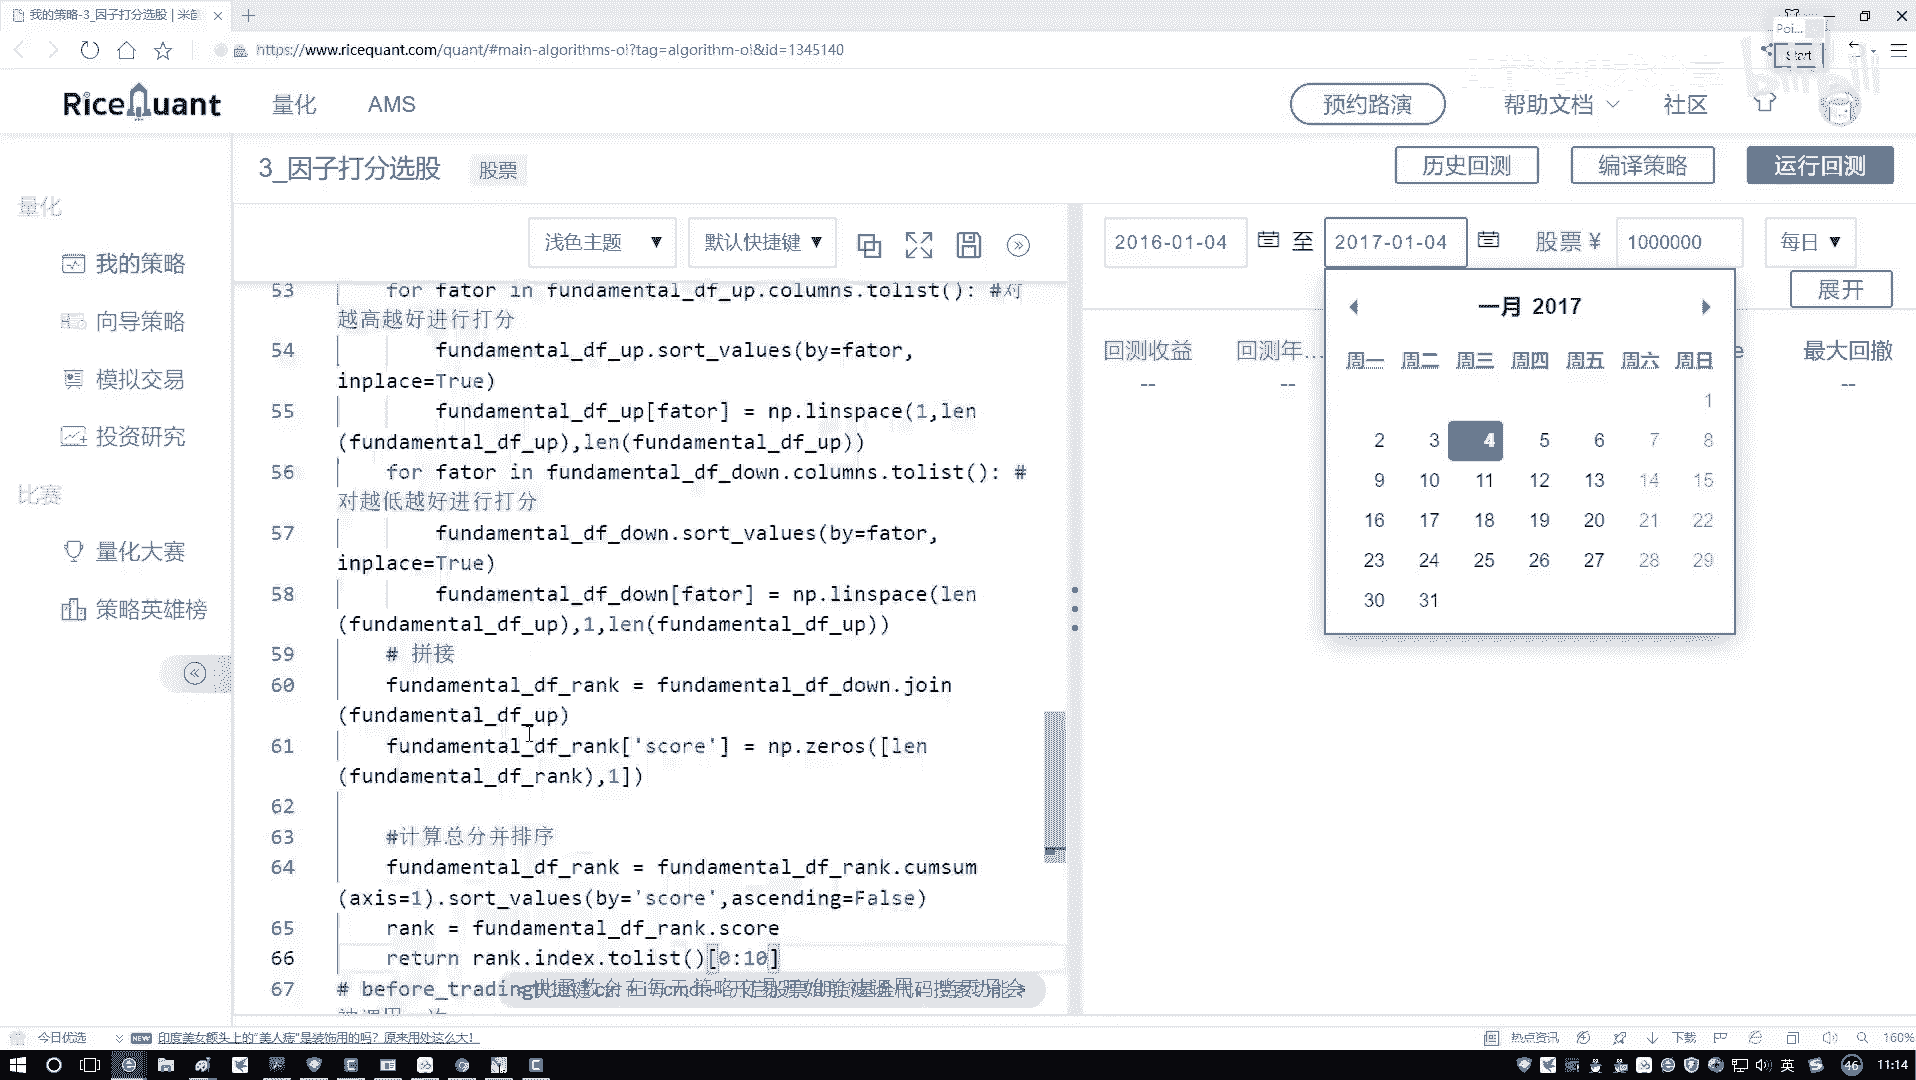 我的策略-3_因子打分选股 | 米
https://www.ricequant.com/quant/#main-algorithms-ol?tag=algorithm-ol&id=1345140
Poi...
Start
bilibili
RiceQuant
量化
AMS
预约路演
帮助文档
社区
3_因子打分选股
股票
历史回测
编译策略
运行回测
量化
我的策略
向导策略
模拟交易
投资研究
比赛
量化大赛
策略英雄榜
浅色主题
默认快捷键
2016-01-04
至
2017-01-04
股票 ¥
1000000
每日
展开
回测收益
回测年...
最大回撤
--
--
--
一月 2017
周一 周二 周三 周四 周五 周六 周日
1
2 3 4 5 6 7 8
9 10 11 12 13 14 15
16 17 18 19 20 21 22
23 24 25 26 27 28 29
30 31
53 for fator in fundamental_df_up.columns.tolist(): #对
越高越好进行打分
54 fundamental_df_up.sort_values(by=fator,
inplace=True)
55 fundamental_df_up[fator] = np.linspace(1,len
(fundamental_df_up),len(fundamental_df_up))
56 for fator in fundamental_df_down.columns.tolist(): #
对越低越好进行打分
57 fundamental_df_down.sort_values(by=fator,
inplace=True)
58 fundamental_df_down[fator] = np.linspace(len
(fundamental_df_up),1,len(fundamental_df_up))
59 # 拼接
60 fundamental_df_rank = fundamental_df_down.join
(fundamental_df_up)
61 fundamental_df_rank['score'] = np.zeros([len
(fundamental_df_rank),1])
62
63 #计算总分并排序
64 fundamental_df_rank = fundamental_df_rank.cumsum
(axis=1).sort_values(by='score',ascending=False)
65 rank = fundamental_df_rank.score
66 return rank.index.tolist()[0:10]
67 # before_trading
今日优选
NEW
印度美女额头上的“美人痣”是装饰用的吗？原来用处这么大！
热点资讯
下载
160%
英
46
11:14